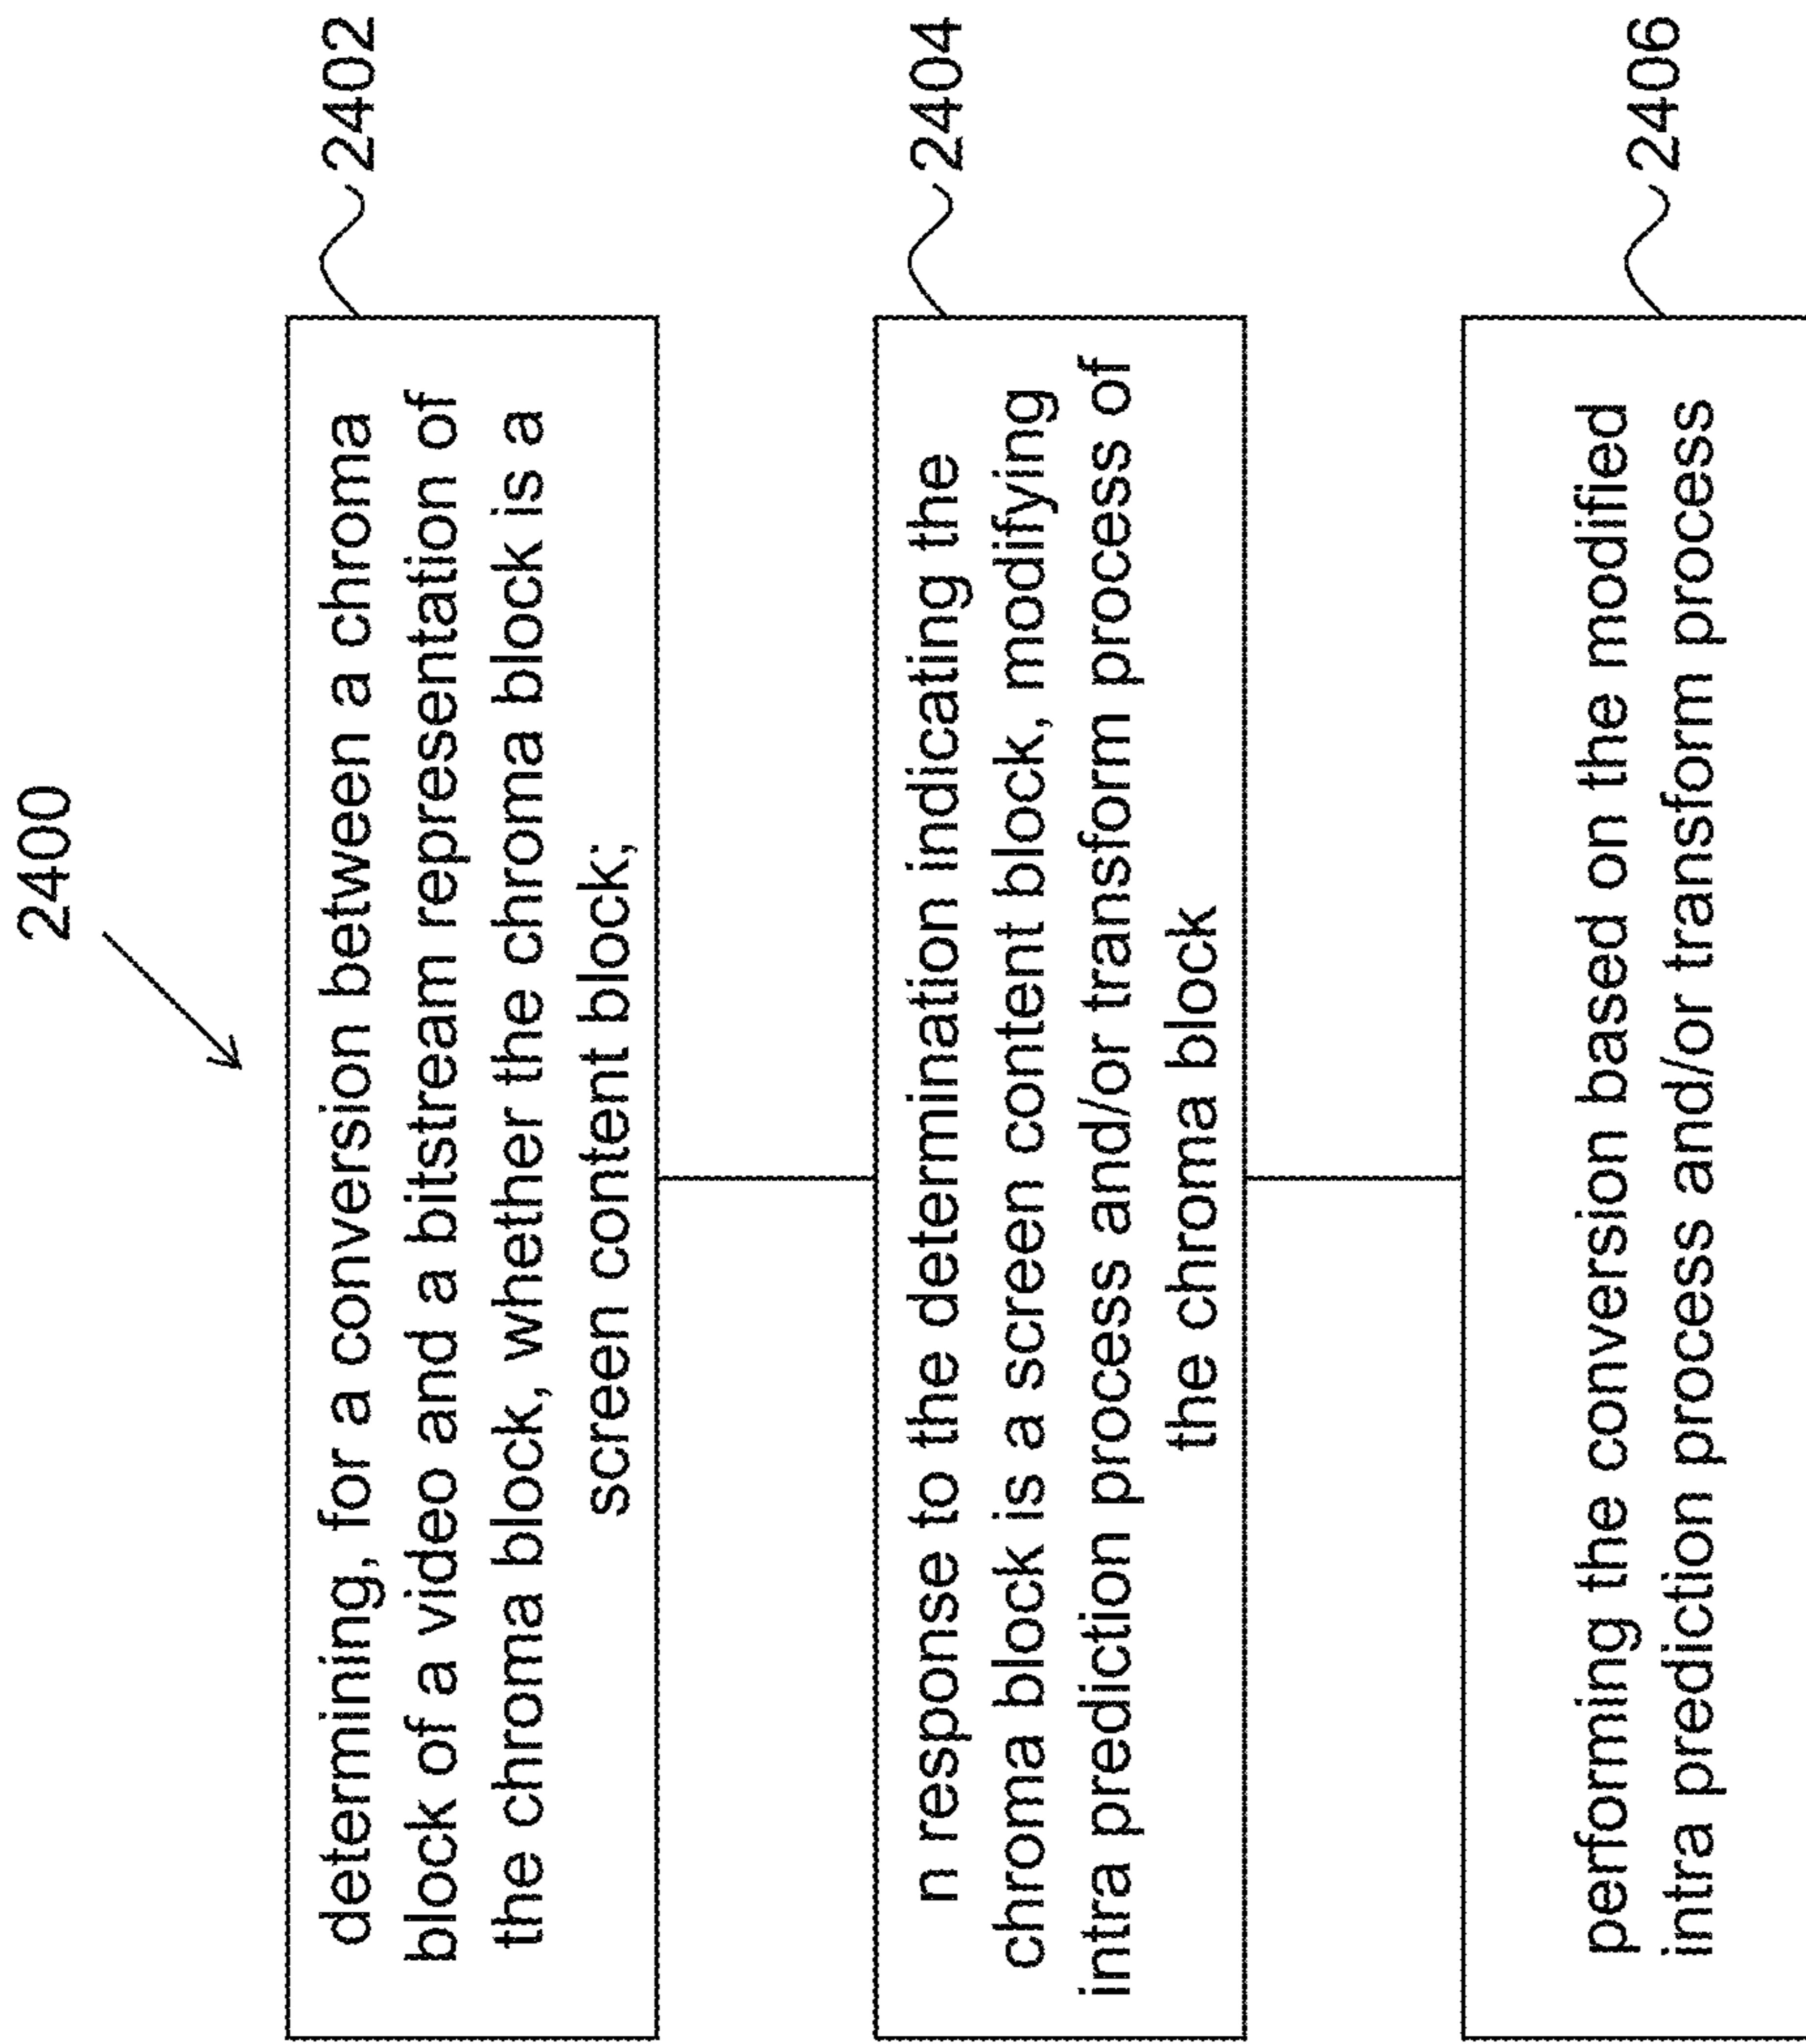 2400
determining, for a conversion between a chroma
block of a video and a bitstream representation of
the chroma block, whether the chroma block is a
screen content block;
2402
n response to the determination indicating the
chroma block is a screen content block, modifying
intra prediction process and/or transform process of
the chroma block
2404
performing the conversion based on the modified
intra prediction process and/or transform process
2406